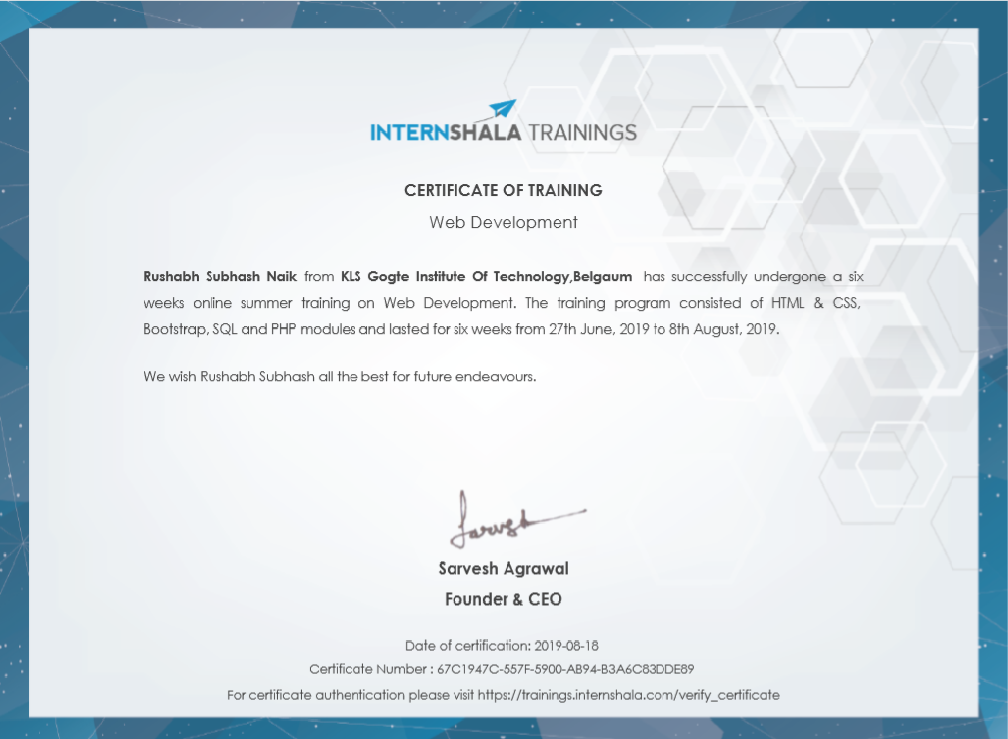 INTERNSHALA TRAININGS
CERTIFICATE OF TRAINING
Web Development
Rushabh Subhash Naik from KLS Gogte Institute Of Technology,Belgaum has successfully undergone a six
weeks online summer training on Web Development. The training program consisted of HTML & CSS,
Bootstrap, SQL and PHP modules and lasted for six weeks from 27th June, 2019 to 8th August, 2019.
We wish Rushabh Subhash all the best for future endeavours.
Sarvesh
Sarvesh Agrawal
Founder & CEO
Date of certification: 2019-08-18
Certificate Number : 67C1947C-557F-5900-AB94-B3A6C83DDE89
For certificate authentication please visit https://trainings.internshala.com/verify_certificate